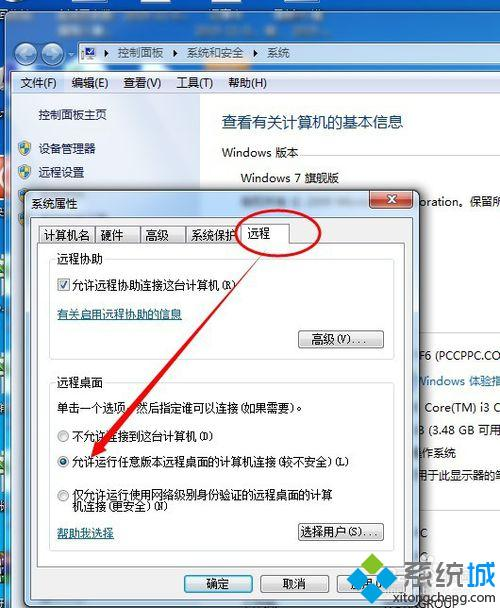 控制面板 ▸ 系统和安全 ▸ 系统
文件(F) 编辑(E) 查看(V) 工具(T) 帮助(H)
控制面板主页
设备管理器
远程设置
查看有关计算机的基本信息
Windows 版本
Windows 7 旗舰版
oration. 保留所
系统属性
计算机名 硬件 高级 系统保护 远程
远程协助
允许远程协助连接这台计算机(R)
有关启用远程协助的信息
高级(V)...
远程桌面
单击一个选项，然后指定谁可以连接(如果需要)。
不允许连接到这台计算机(D)
允许运行任意版本远程桌面的计算机连接(较不安全)(L)
仅允许运行使用网络级别身份验证的远程桌面的计算
机连接(更安全)(N)
帮助我选择
选择用户(S)...
确定 取消
F6 (PCCPPC.CO
Windows 体验指
Core(TM) i3 C
3 (3.48 GB 可
操作系统
用于此显示器的笔
系统城
xitongcheng.com